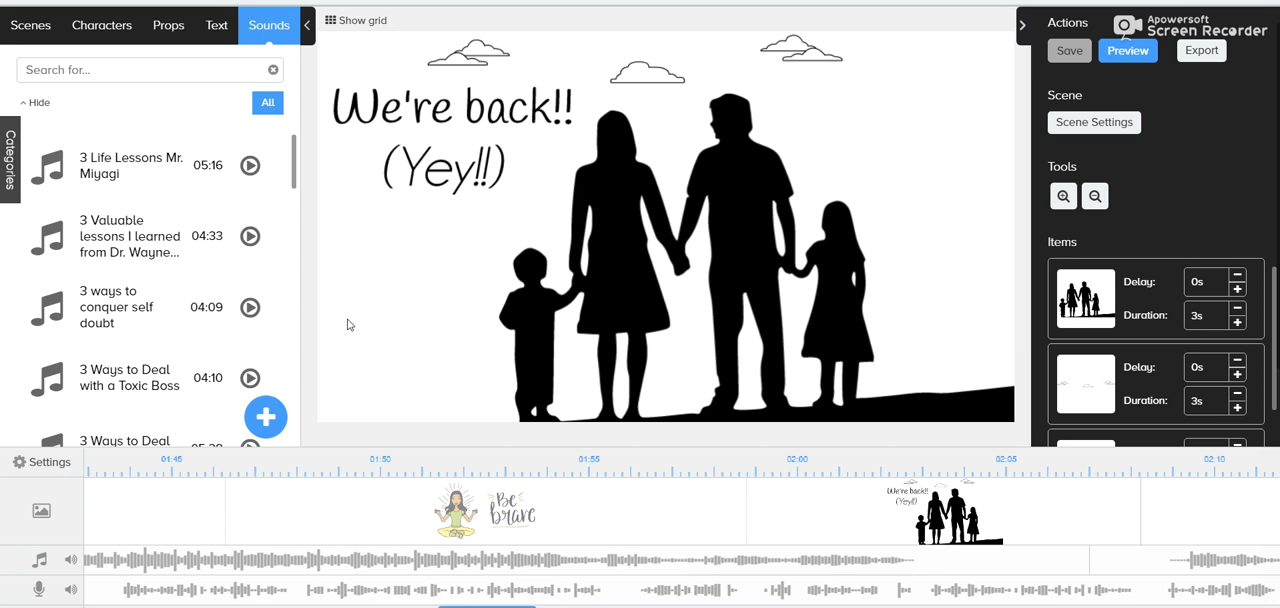 Scenes Characters Props Text Sounds
Show grid
Actions
Apowersoft
Screen Recorder
Save Preview Export
Search for...
Hide All
Categories
3 Life Lessons Mr.
Miyagi
05:16
3 Valuable
lessons I learned
from Dr. Wayne...
04:33
3 ways to
conquer self
doubt
04:09
3 Ways to Deal
with a Toxic Boss
04:10
3 Ways to Deal
We're back!!
(Yey!!)
Scene
Scene Settings
Tools
Items
Delay: 0s
Duration: 3s
Delay: 0s
Duration: 3s
Settings
01:45 01:50 01:55 02:00 02:05 02:10
Be
brave
We're back!!
(Yey!!)